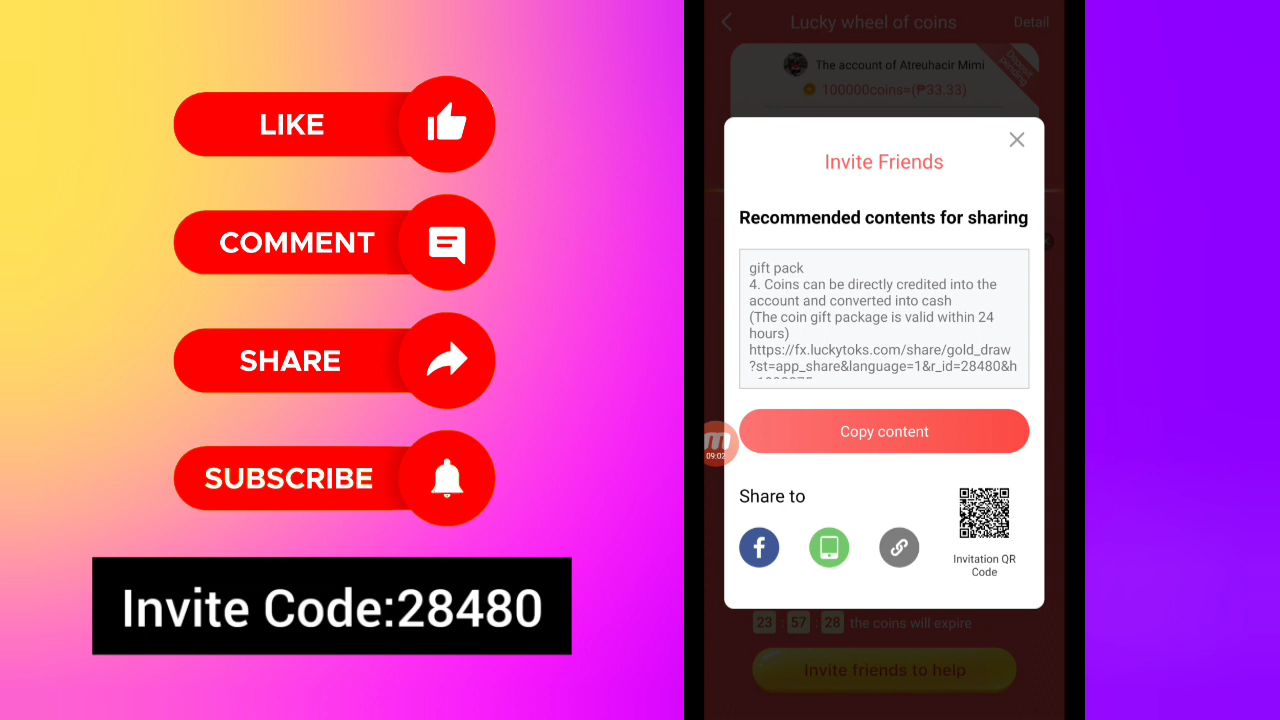 LIKE
COMMENT
SHARE
SUBSCRIBE
Invite Code:28480
Lucky wheel of coins
Detail
The account of Atreuhacir Mimi
Deposit
pending
100000coins=(₱33.33)
Invite Friends
Recommended contents for sharing
gift pack
4. Coins can be directly credited into the
account and converted into cash
(The coin gift package is valid within 24
hours)
https://fx.luckytoks.com/share/gold_draw
?st=app_share&language=1&r_id=28480&h
Copy content
09:02
Share to
Invitation QR
Code
23 : 57 : 28 the coins will expire
Invite friends to help